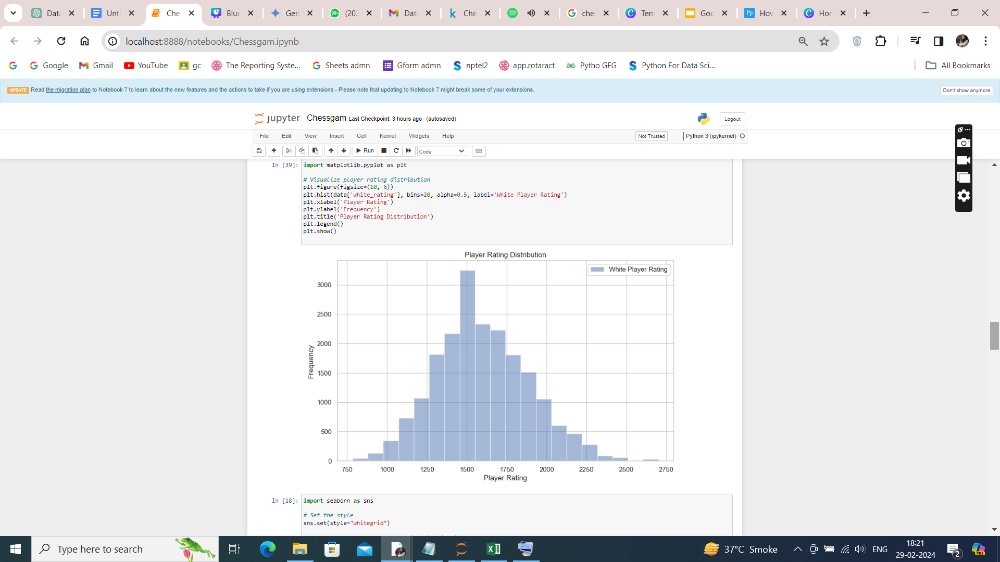 Data
Unti
Che
Blue
Gen
99+
(203
Data
k
Che
che
Tem
Goo
Pp
How
Hon
localhost:8888/notebooks/Chessgam.ipynb
Google
Gmail
YouTube
gc
The Reporting Syste...
Sheets admn
Gform admn
nptel2
app.rotaract
Pytho GFG
Python For Data Sci...
All Bookmarks
UPDATE Read the migration plan to Notebook 7 to learn about the new features and the actions to take if you are using extensions - Please note that updating to Notebook 7 might break some of your extensions.
Don't show anymore
jupyter Chessgam Last Checkpoint: 3 hours ago (autosaved)
Logout
File Edit View Insert Cell Kernel Widgets Help
Not Trusted
Python 3 (ipykernel)
Run
Code
In [39]: import matplotlib.pyplot as plt
# Visualize player rating distribution
plt.figure(figsize=(10, 6))
plt.hist(data['white_rating'], bins=20, alpha=0.5, label='White Player Rating')
plt.xlabel('Player Rating')
plt.ylabel('Frequency')
plt.title('Player Rating Distribution')
plt.legend()
plt.show()
Player Rating Distribution
White Player Rating
3000
2500
2000
1500
1000
500
0
Frequency
750 1000 1250 1500 1750 2000 2250 2500 2750
Player Rating
In [18]: import seaborn as sns
# Set the style
sns.set(style="whitegrid")
Type here to search
37°C Smoke
ENG
18:21
29-02-2024
2
PRE